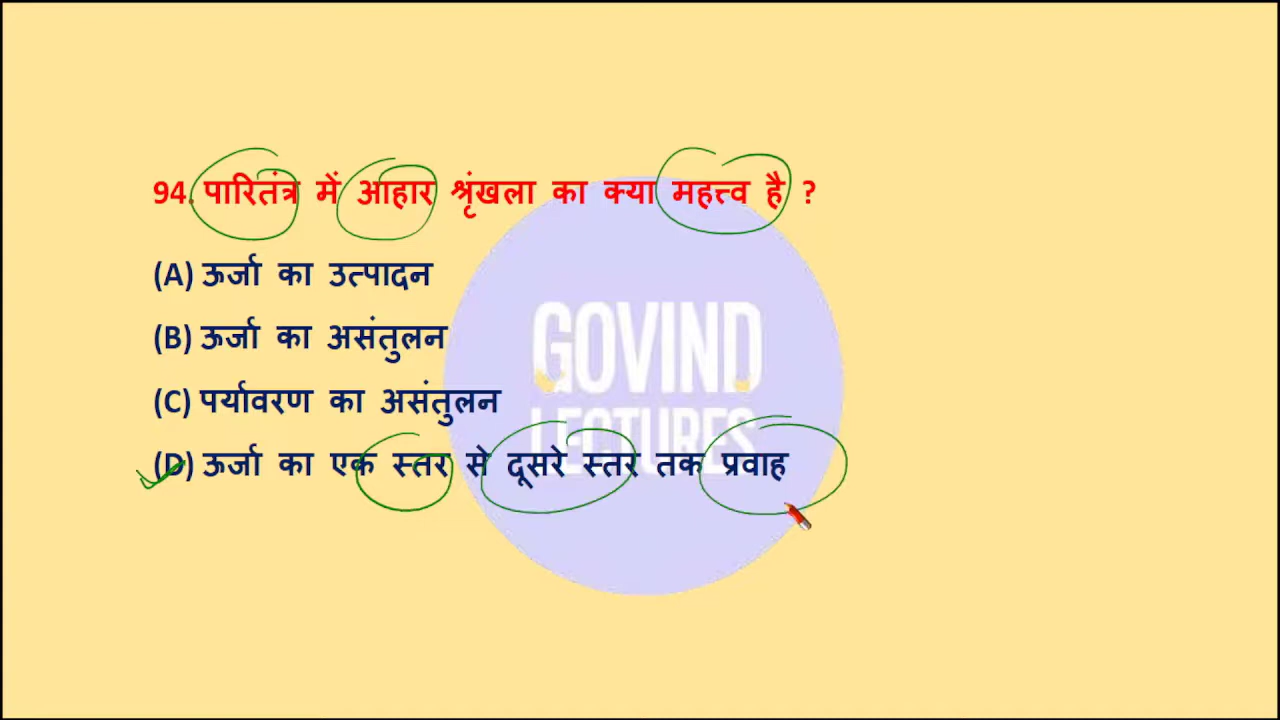 94. पारितंत्र में आहार श्रृंखला का क्या महत्त्व है ?
(A) ऊर्जा का उत्पादन
(B) ऊर्जा का असंतुलन
(C) पर्यावरण का असंतुलन
(D) ऊर्जा का एक स्तर से दूसरे स्तर तक प्रवाह
GOVIND
LECTURES